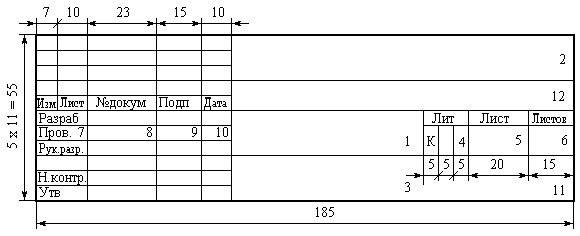 7 10 23 15 10
2
5 x 11 = 55
12
Изм Лист №докум Подп Дата
Разраб Лит Лист Листов
Пров. 7 8 9 10 1 К 4 5 6
Рук.разр.
5 5 5 20 15
Н.контр. 3 11
Утв
185